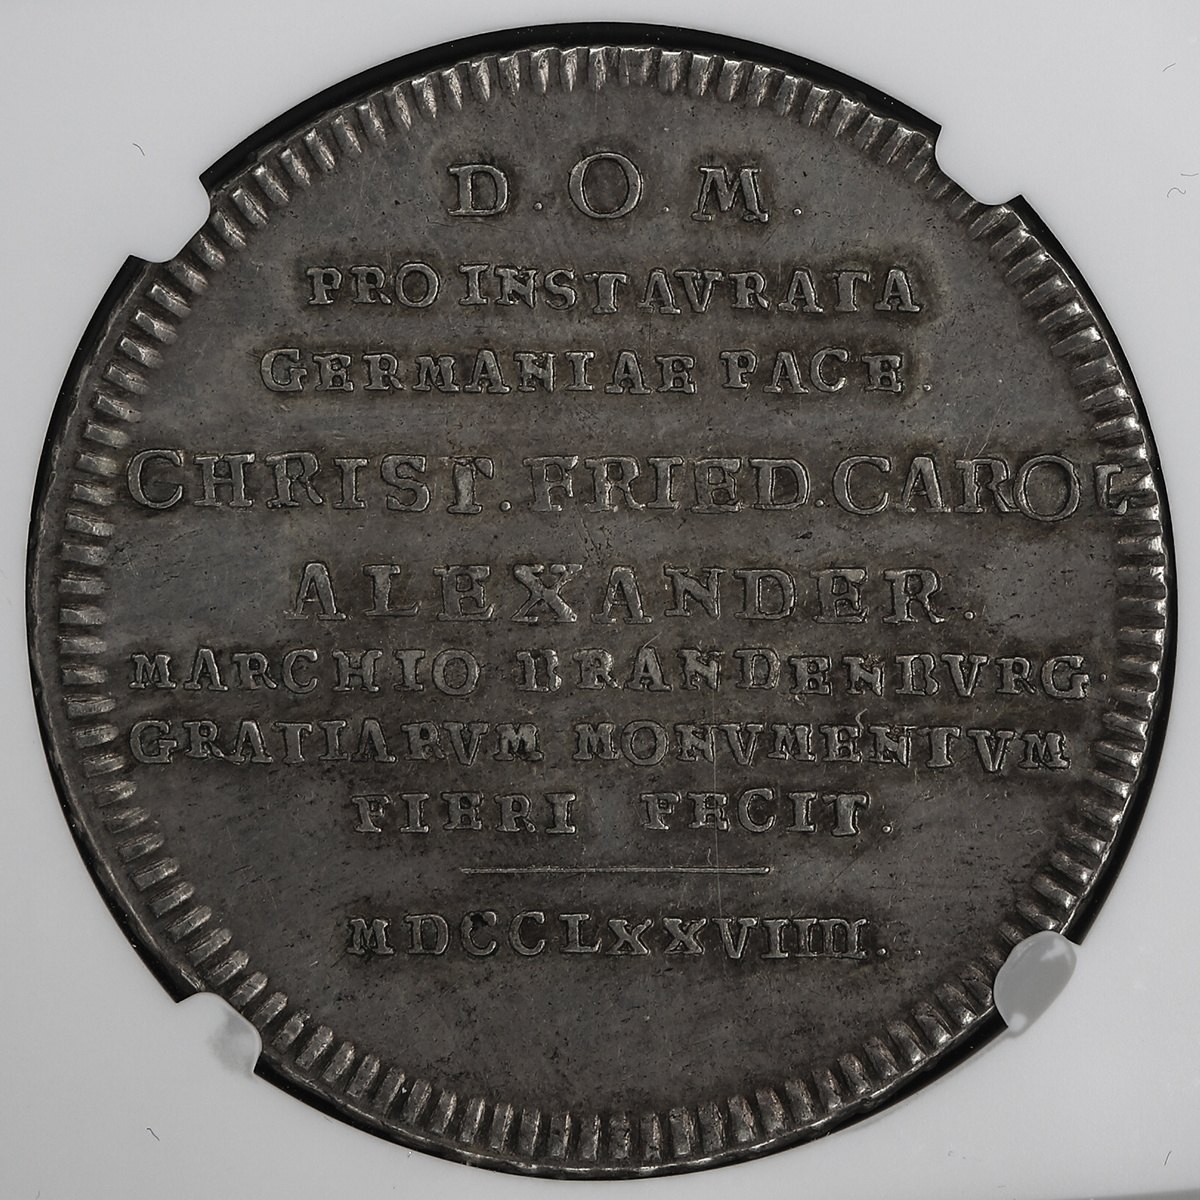 D. O. M.
PRO INSTAVRATA
GERMANIAE PACE.
CHRIST. FRIED. CAROL
ALEXANDER.
MARCHIO BRANDENBVRG.
GRATIARVM MONVMENTVM
FIERI FECIT.
MDCCLXXVIIII.